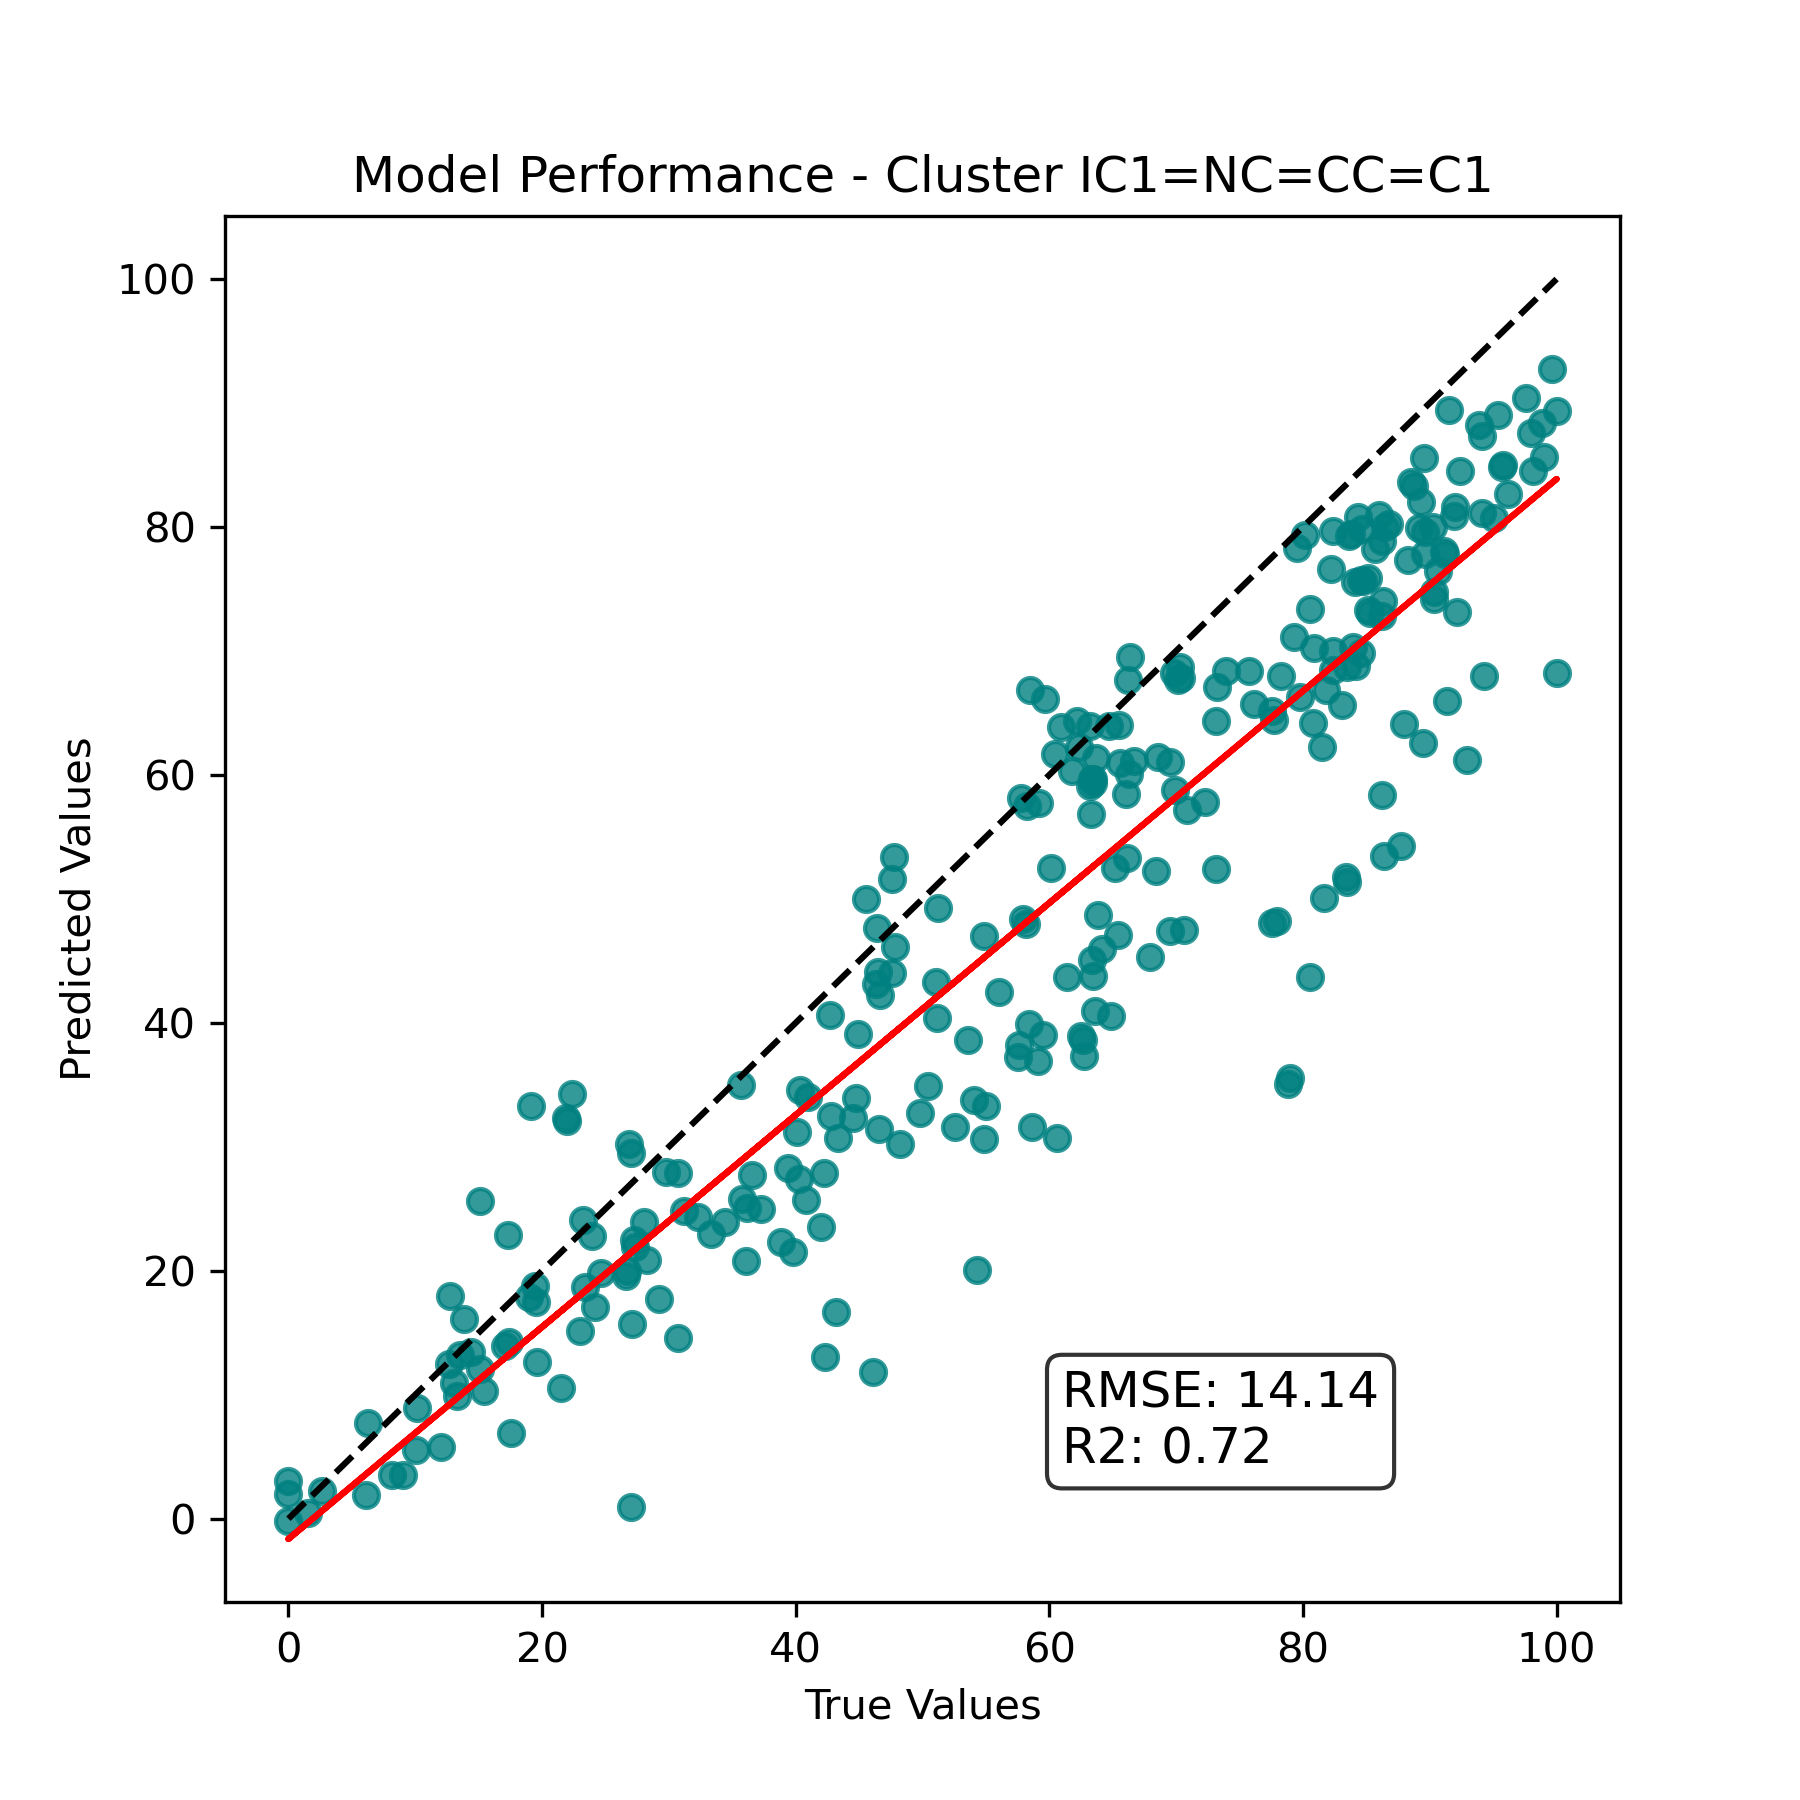 Model Performance - Cluster IC1=NC=CC=C1
100
80
60
40
20
0
Predicted Values
RMSE: 14.14
R2: 0.72
0 20 40 60 80 100
True Values